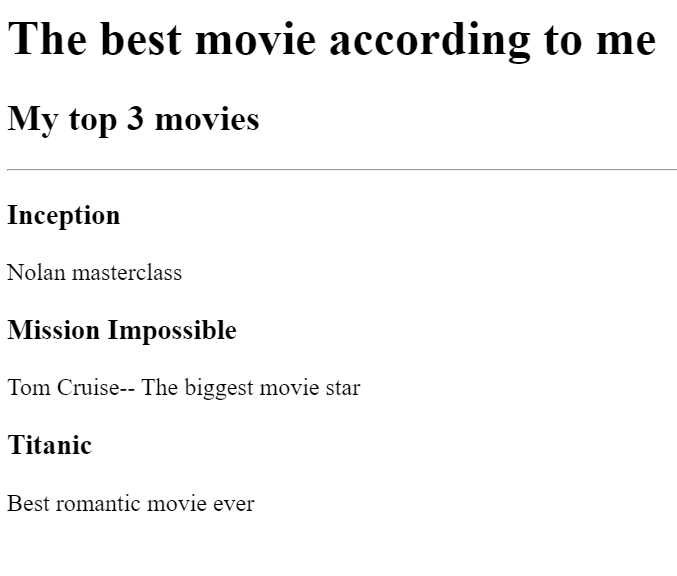 The best movie according to me
My top 3 movies
Inception
Nolan masterclass
Mission Impossible
Tom Cruise-- The biggest movie star
Titanic
Best romantic movie ever